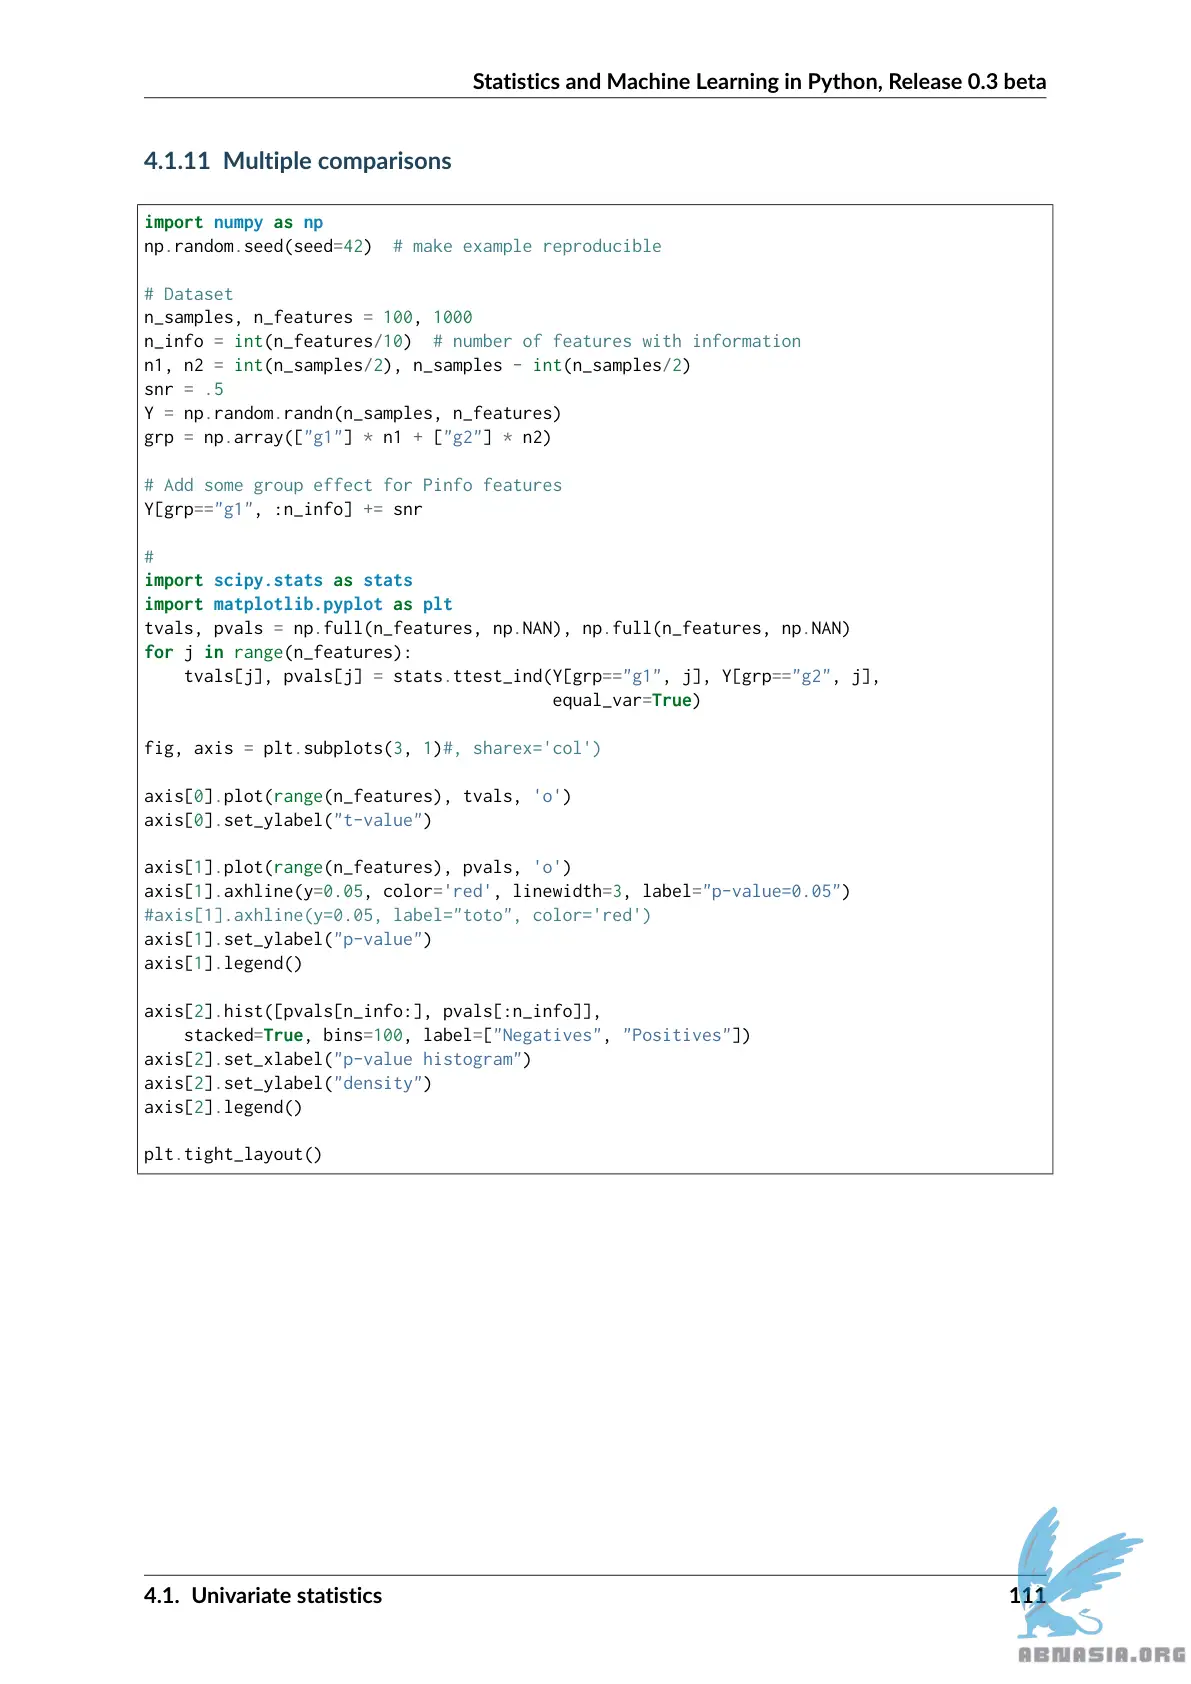 Statistics and Machine Learning in Python, Release 0.3 beta
4.1.11 Multiple comparisons
import numpy as np
np.random.seed(seed=42)  # make example reproducible
# Dataset
n_samples, n_features = 100, 1000
n_info = int(n_features/10)  # number of features with information
n1, n2 = int(n_samples/2), n_samples - int(n_samples/2)
snr = .5
Y = np.random.randn(n_samples, n_features)
grp = np.array(["g1"] * n1 + ["g2"] * n2)
# Add some group effect for Pinfo features
Y[grp=="g1", :n_info] += snr
#
import scipy.stats as stats
import matplotlib.pyplot as plt
tvals, pvals = np.full(n_features, np.NAN), np.full(n_features, np.NAN)
for j in range(n_features):
    tvals[j], pvals[j] = stats.ttest_ind(Y[grp=="g1", j], Y[grp=="g2", j],
                                         equal_var=True)
fig, axis = plt.subplots(3, 1)#, sharex='col')
axis[0].plot(range(n_features), tvals, 'o')
axis[0].set_ylabel("t-value")
axis[1].plot(range(n_features), pvals, 'o')
axis[1].axhline(y=0.05, color='red', linewidth=3, label="p-value=0.05")
#axis[1].axhline(y=0.05, label="toto", color='red')
axis[1].set_ylabel("p-value")
axis[1].legend()
axis[2].hist([pvals[n_info:], pvals[:n_info]],
    stacked=True, bins=100, label=["Negatives", "Positives"])
axis[2].set_xlabel("p-value histogram")
axis[2].set_ylabel("density")
axis[2].legend()
plt.tight_layout()
4.1. Univariate statistics 111
ABNASIA.ORG